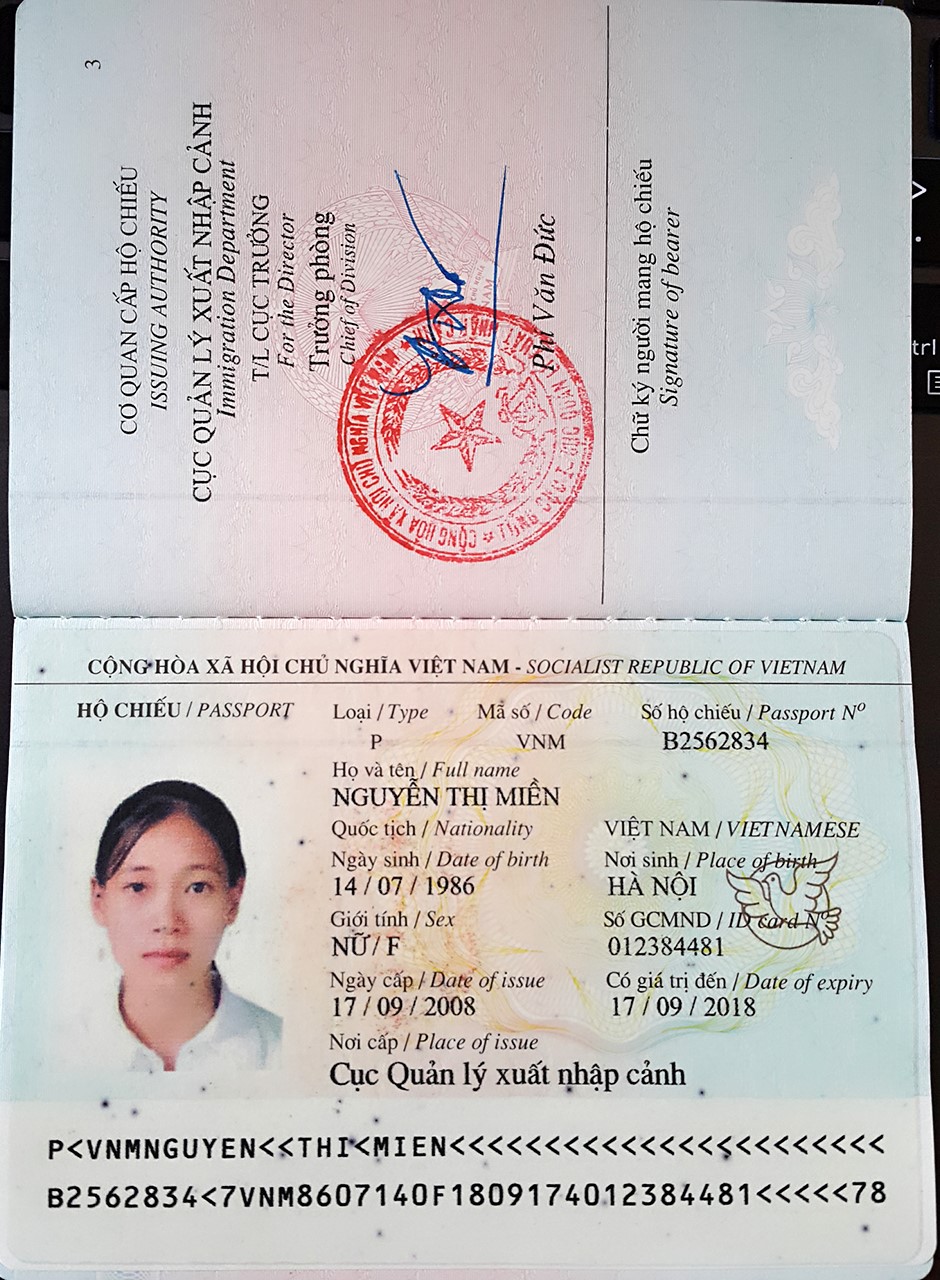 3
CƠ QUAN CẤP HỘ CHIẾU
ISSUING AUTHORITY
CỤC QUẢN LÝ XUẤT NHẬP CẢNH
Immigration Department
T/L CỤC TRƯỞNG
For the Director
Trưởng phòng
Chief of Division
CỘNG HÒA XÃ HỘI CHỦ NGHĨA VIỆT NAM
Phí Văn Đức
Chữ ký người mang hộ chiếu
Signature of bearer
CỘNG HÒA XÃ HỘI CHỦ NGHĨA VIỆT NAM - SOCIALIST REPUBLIC OF VIETNAM
HỘ CHIẾU / PASSPORT Loại / Type Mã số / Code Số hộ chiếu / Passport Nº
P VNM B2562834
Họ và tên / Full name
NGUYỄN THỊ MIỀN
Quốc tịch / Nationality VIỆT NAM / VIETNAMESE
Ngày sinh / Date of birth Nơi sinh / Place of birth
14 / 07 / 1986 HÀ NỘI
Giới tính / Sex Số GCMND / ID card Nº
NỮ / F 012384481
Ngày cấp / Date of issue Có giá trị đến / Date of expiry
17 / 09 / 2008 17 / 09 / 2018
Nơi cấp / Place of issue
Cục Quản lý xuất nhập cảnh
P<VNMNGUYEN<<THI<MIEN<<<<<<<<<<<<<<<<<<<<<<<
B2562834<7VNM8607140F1809174012384481<<<<<78
trl